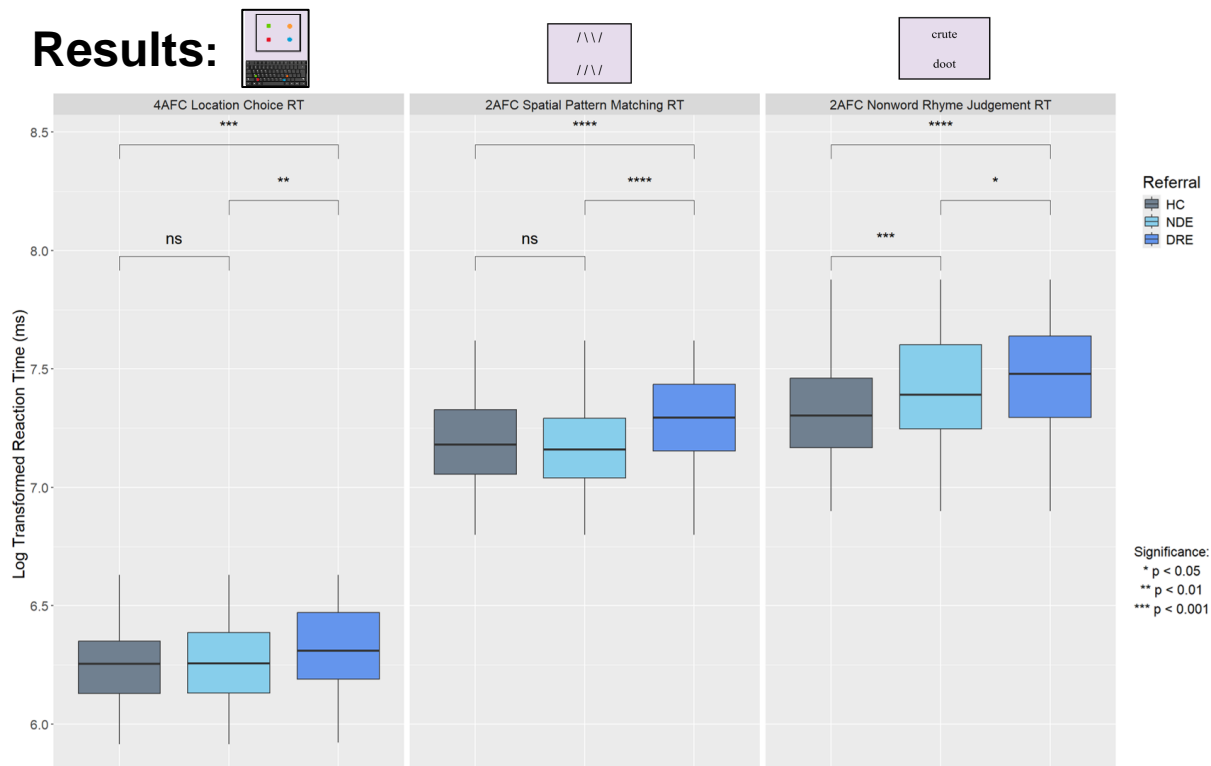 Results:
/ \ \ /
/ / \ /
crute
doot
4AFC Location Choice RT
2AFC Spatial Pattern Matching RT
2AFC Nonword Rhyme Judgement RT
***
****
****
**
****
*
ns
ns
***
8.5
8.0
7.5
7.0
6.5
6.0
Log Transformed Reaction Time (ms)
Referral
HC
NDE
DRE
Significance:
* p < 0.05
** p < 0.01
*** p < 0.001